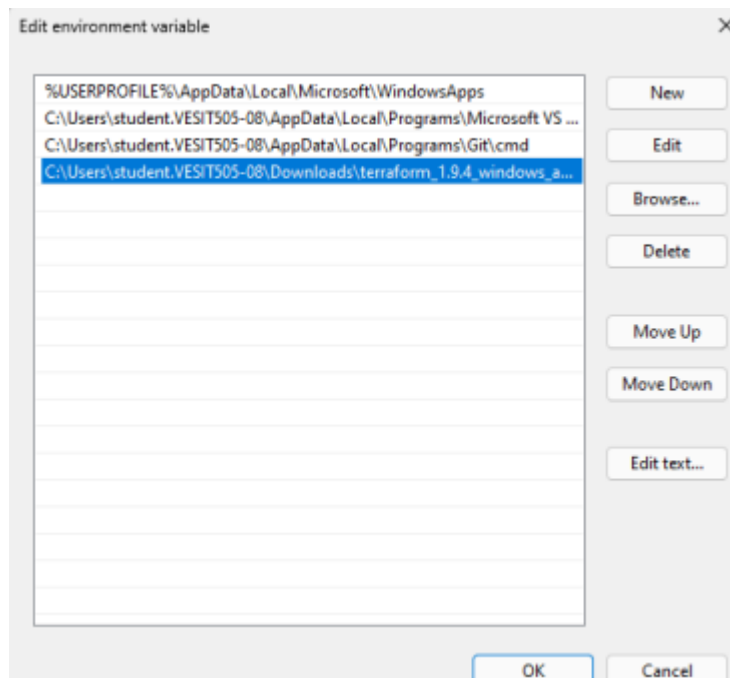 Edit environment variable
%USERPROFILE%\AppData\Local\Microsoft\WindowsApps
C:\Users\student.VESIT505-08\AppData\Local\Programs\Microsoft VS ...
C:\Users\student.VESIT505-08\AppData\Local\Programs\Git\cmd
C:\Users\student.VESIT505-08\Downloads\terraform_1.9.4_windows_a...
New
Edit
Browse...
Delete
Move Up
Move Down
Edit text...
OK
Cancel